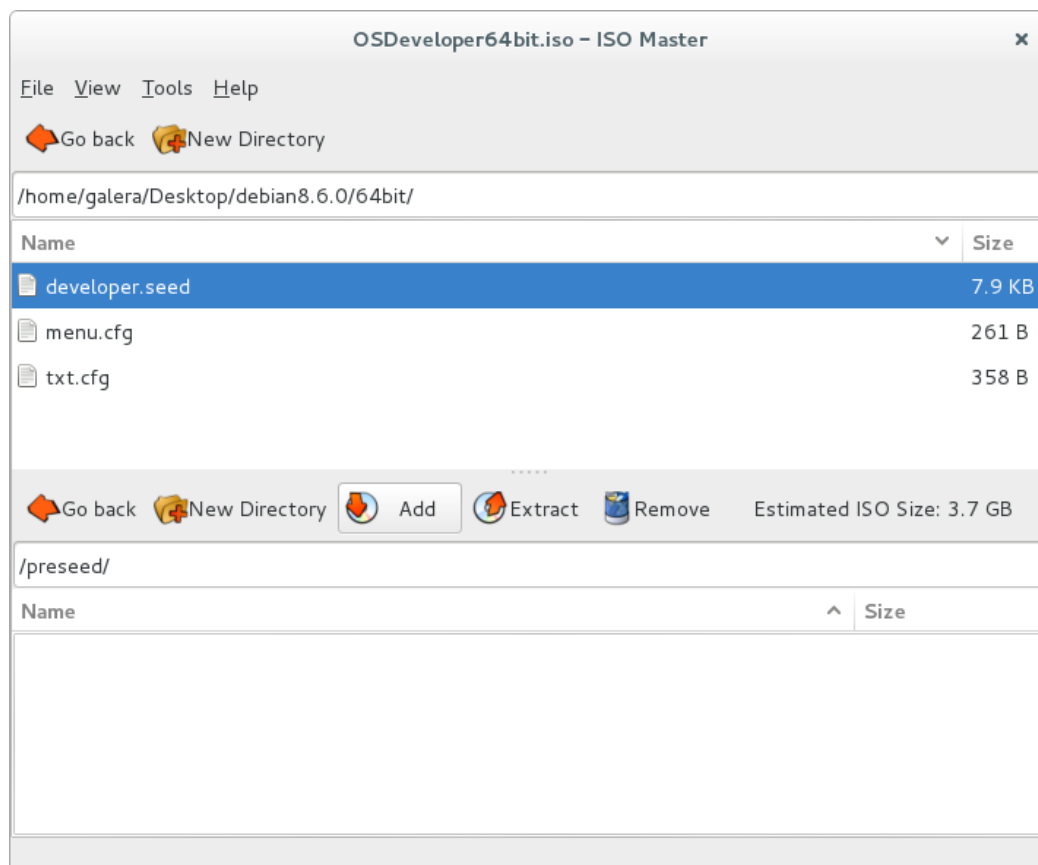 OSDeveloper64bit.iso – ISO Master
File View Tools Help
Go back New Directory
/home/galera/Desktop/debian8.6.0/64bit/
Name Size
developer.seed 7.9 KB
menu.cfg 261 B
txt.cfg 358 B
Go back New Directory Add Extract Remove Estimated ISO Size: 3.7 GB
/preseed/
Name Size